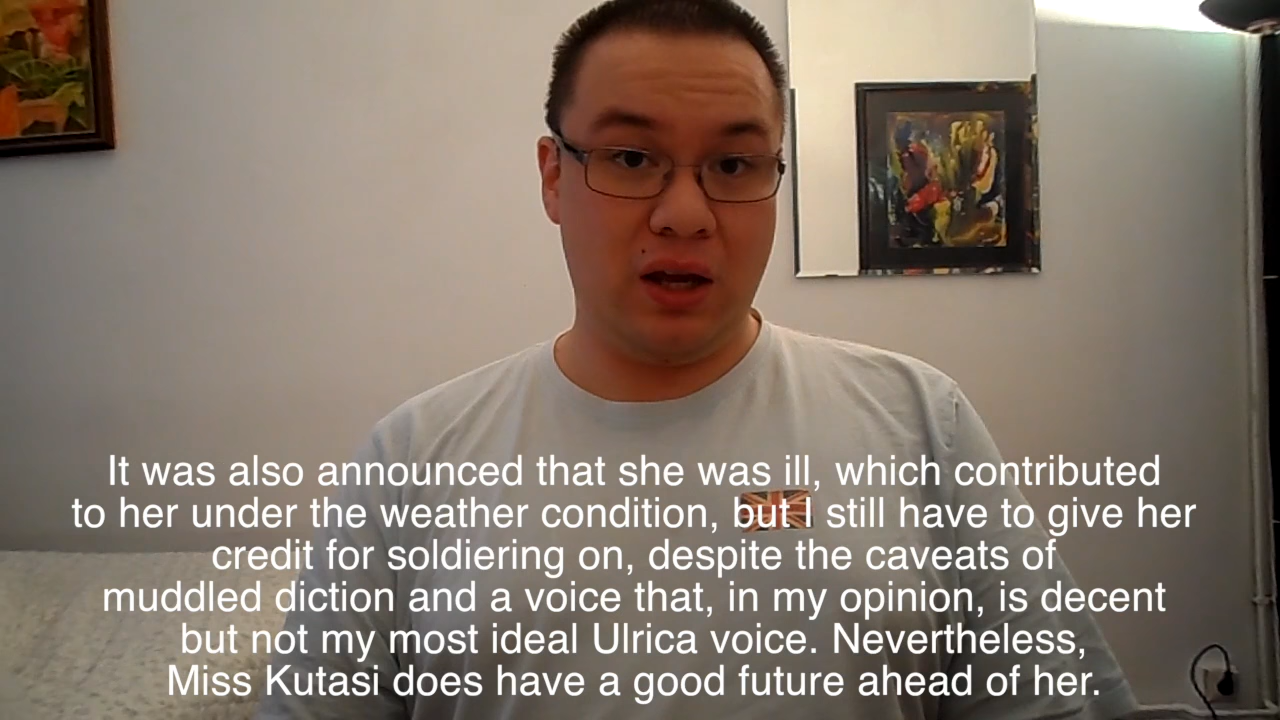 It was also announced that she was ill, which contributed
to her under the weather condition, but I still have to give her
credit for soldiering on, despite the caveats of
muddled diction and a voice that, in my opinion, is decent
but not my most ideal Ulrica voice. Nevertheless,
Miss Kutasi does have a good future ahead of her.